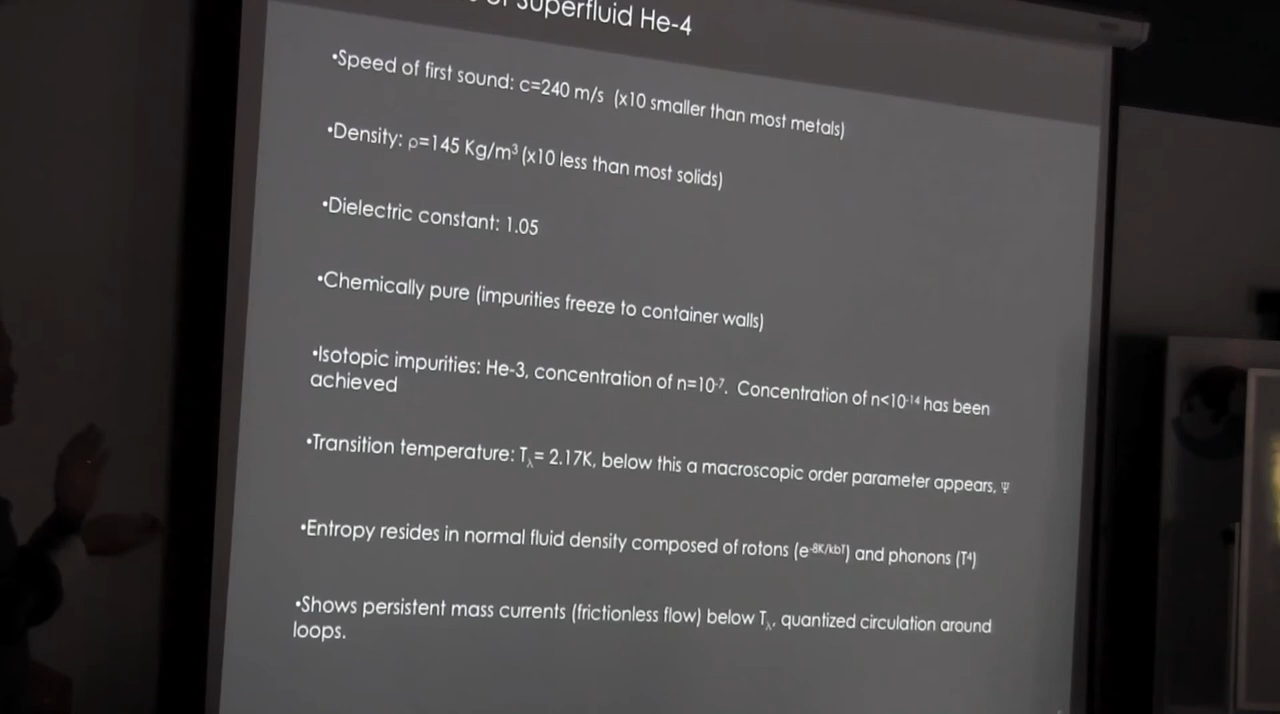 Superfluid He-4
•Speed of first sound: c=240 m/s (x10 smaller than most metals)
•Density: ρ=145 Kg/m³ (x10 less than most solids)
•Dielectric constant: 1.05
•Chemically pure (impurities freeze to container walls)
•Isotopic impurities: He-3, concentration of n=10⁻⁷. Concentration of n<10⁻¹⁴ has been
achieved
•Transition temperature: T_λ= 2.17K, below this a macroscopic order parameter appears, Ψ
•Entropy resides in normal fluid density composed of rotons (e^-8K/kbT) and phonons (T⁴)
•Shows persistent mass currents (frictionless flow) below T_λ, quantized circulation around
loops.